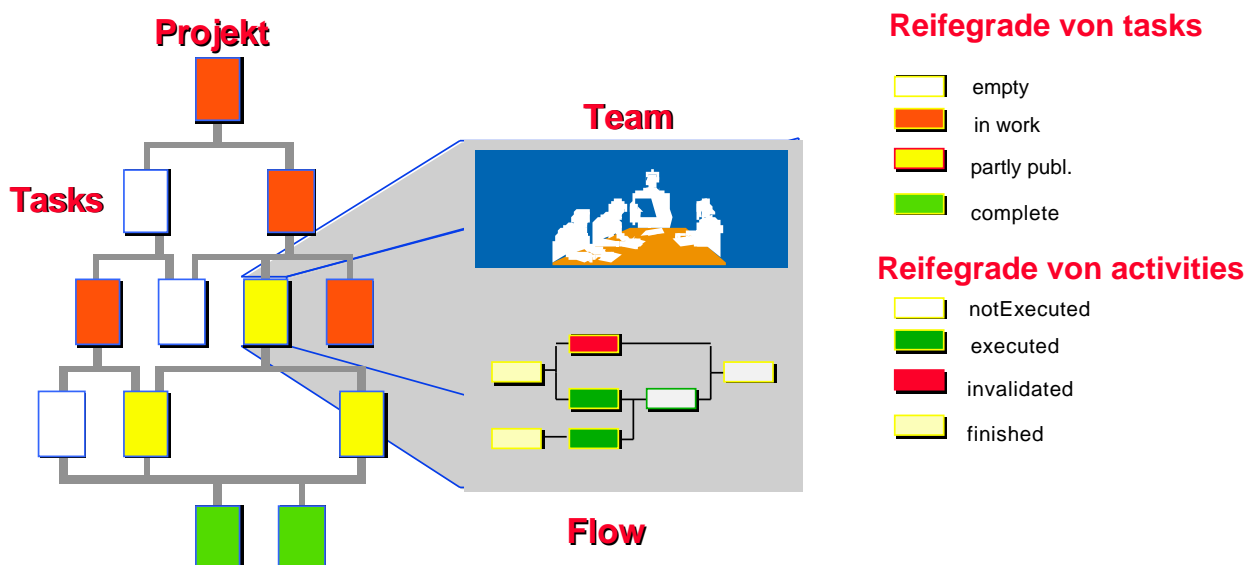 Projekt
Tasks
Team
Flow
Reifegrade von tasks
empty
in work
partly publ.
complete
Reifegrade von activities
notExecuted
executed
invalidated
finished